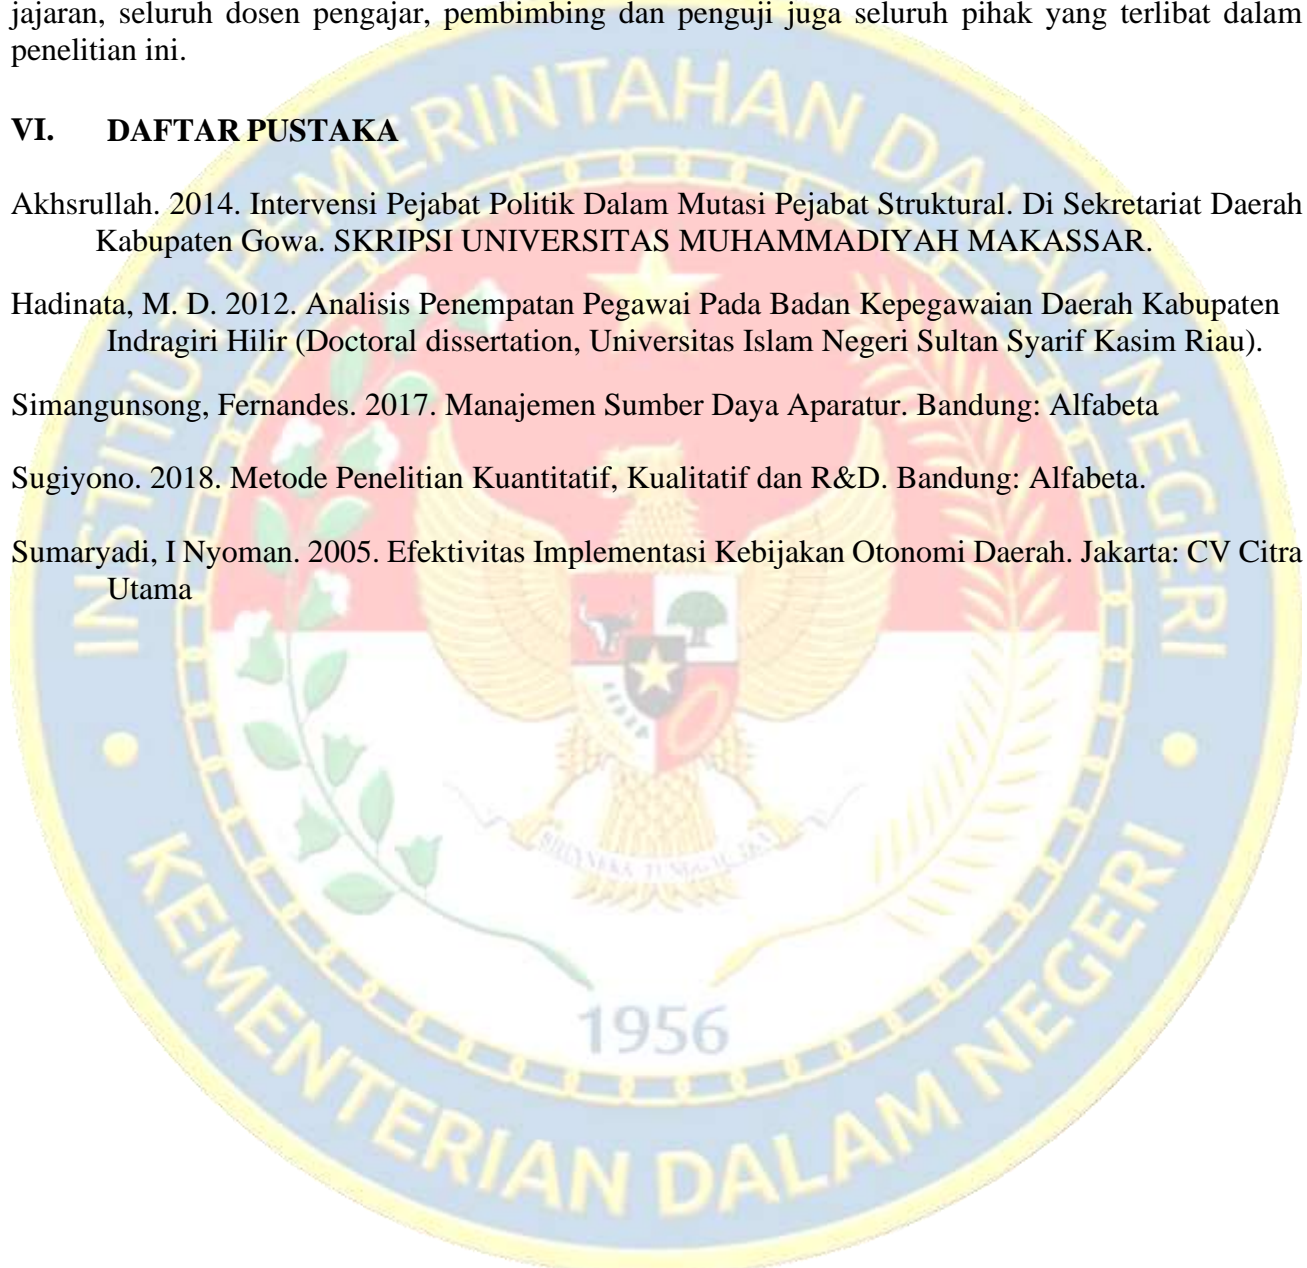 jajaran, seluruh dosen pengajar, pembimbing dan penguji juga seluruh pihak yang terlibat dalam
penelitian ini.
VI. DAFTAR PUSTAKA
Akhsrullah. 2014. Intervensi Pejabat Politik Dalam Mutasi Pejabat Struktural. Di Sekretariat Daerah
Kabupaten Gowa. SKRIPSI UNIVERSITAS MUHAMMADIYAH MAKASSAR.
Hadinata, M. D. 2012. Analisis Penempatan Pegawai Pada Badan Kepegawaian Daerah Kabupaten
Indragiri Hilir (Doctoral dissertation, Universitas Islam Negeri Sultan Syarif Kasim Riau).
Simangunsong, Fernandes. 2017. Manajemen Sumber Daya Aparatur. Bandung: Alfabeta
Sugiyono. 2018. Metode Penelitian Kuantitatif, Kualitatif dan R&D. Bandung: Alfabeta.
Sumaryadi, I Nyoman. 2005. Efektivitas Implementasi Kebijakan Otonomi Daerah. Jakarta: CV Citra
Utama
INSTITUT PEMERINTAHAN DALAM NEGERI
BHINNEKA TUNGGAL IKA
1956
KEMENTERIAN DALAM NEGERI